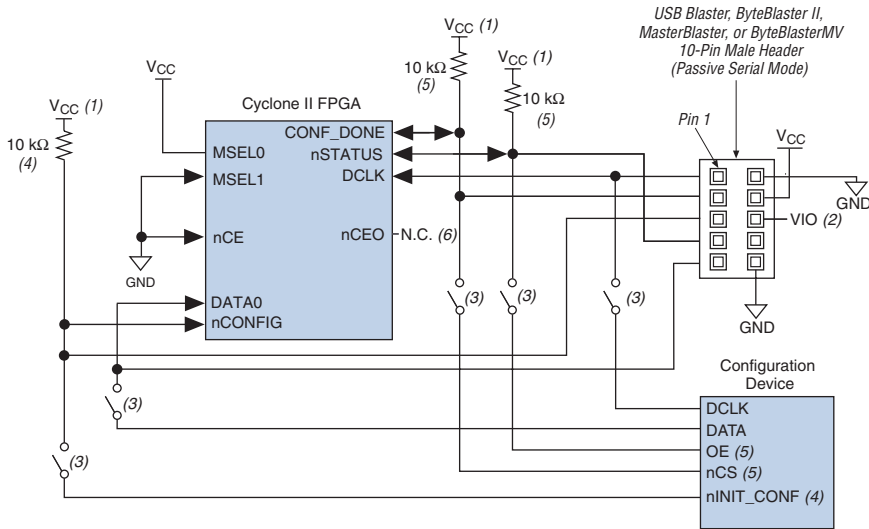 USB Blaster, ByteBlaster II,
MasterBlaster, or ByteBlasterMV
10-Pin Male Header
(Passive Serial Mode)
VCC (1)
10 kΩ
(5)
VCC (1)
10 kΩ
(5)
VCC
VCC (1)
10 kΩ
(4)
Pin 1
VCC
Cyclone II FPGA
CONF_DONE
nSTATUS
DCLK
MSEL0
MSEL1
nCE
nCEO
N.C. (6)
DATA0
nCONFIG
GND
GND
VIO (2)
GND
(3)
(3)
(3)
(3)
(3)
Configuration
Device
DCLK
DATA
OE (5)
nCS (5)
nINIT_CONF (4)